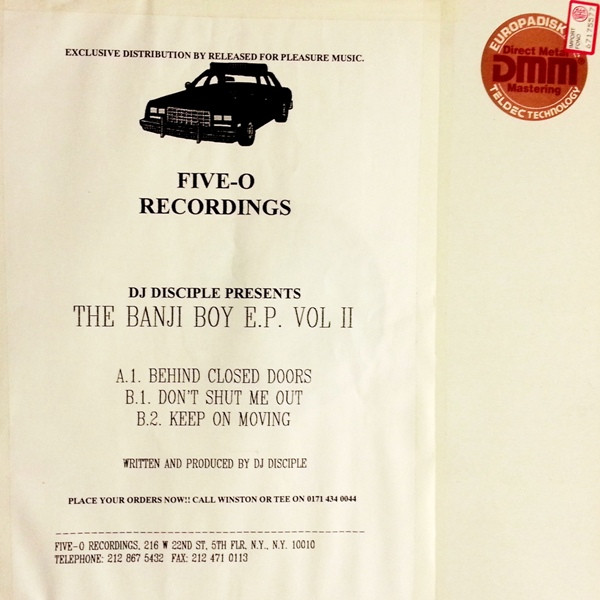 EXCLUSIVE DISTRIBUTION BY RELEASED FOR PLEASURE MUSIC.
FIVE-O
RECORDINGS
DJ DISCIPLE PRESENTS
THE BANJI BOY E.P. VOL II
A.1. BEHIND CLOSED DOORS
B.1. DON'T SHUT ME OUT
B.2. KEEP ON MOVING
WRITTEN AND PRODUCED BY DJ DISCIPLE
PLACE YOUR ORDERS NOW!! CALL WINSTON OR TEE ON 0171 434 0044
FIVE-O RECORDINGS, 216 W 22ND ST, 5TH FLR, N.Y., N.Y. 10010
TELEPHONE: 212 867 5432 FAX: 212 471 0113
EUROPADISK
Direct Metal
DMM
Mastering
TELDEC TECHNOLOGY